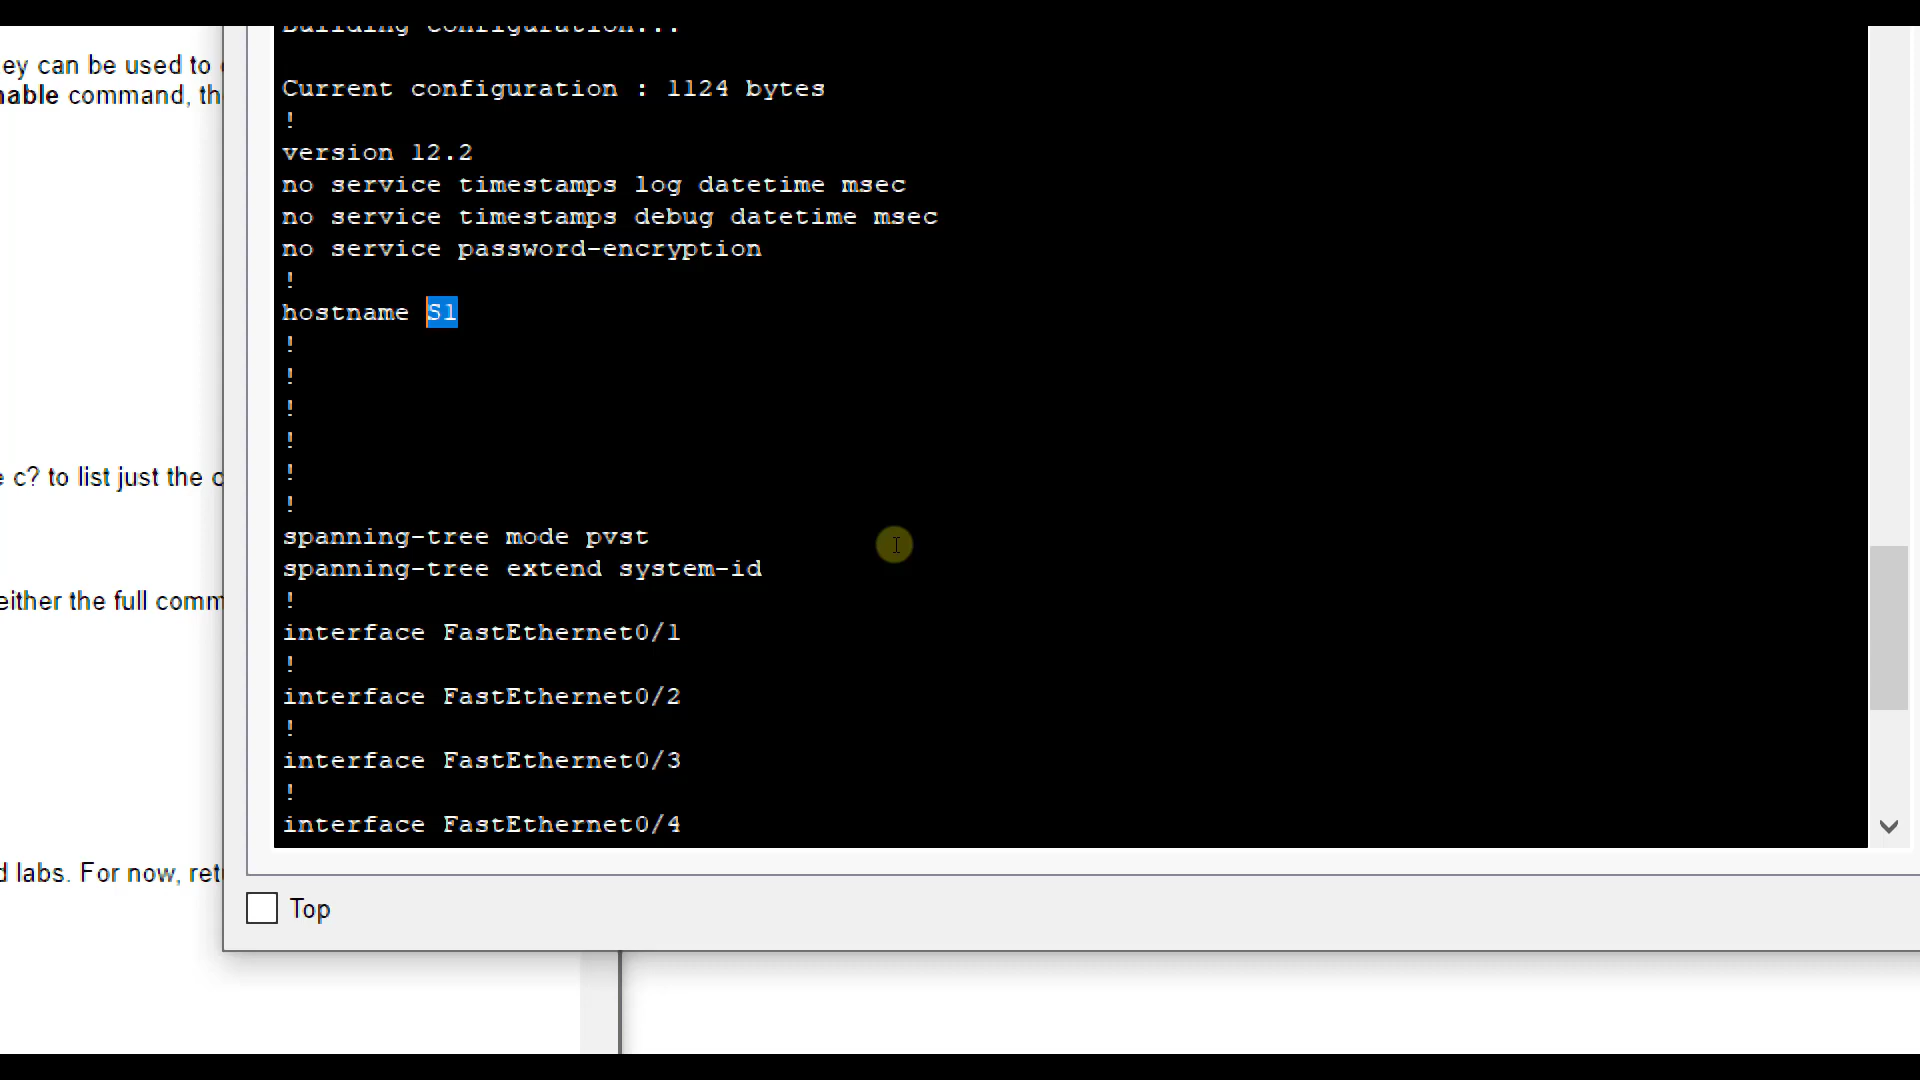 ey can be used to
nable command, th
e c? to list just the c
either the full comm
d labs. For now, ret
Building configuration...
Current configuration : 1124 bytes
!
version 12.2
no service timestamps log datetime msec
no service timestamps debug datetime msec
no service password-encryption
!
hostname S1
!
!
!
!
!
!
spanning-tree mode pvst
spanning-tree extend system-id
!
interface FastEthernet0/1
!
interface FastEthernet0/2
!
interface FastEthernet0/3
!
interface FastEthernet0/4
Top